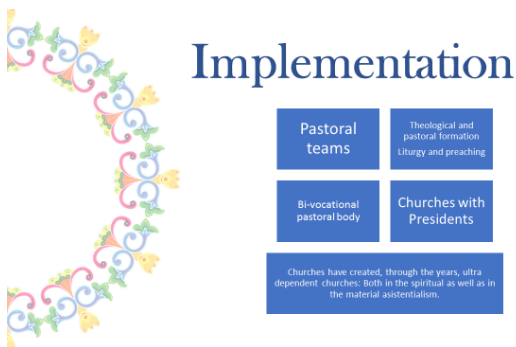 Implementation
Pastoral
teams
Theological and
pastoral formation
Liturgy and preaching
Bi-vocational
pastoral body
Churches with
Presidents
Churches have created, through the years, ultra
dependent churches: Both in the spiritual as well as in
the material asistentialism.